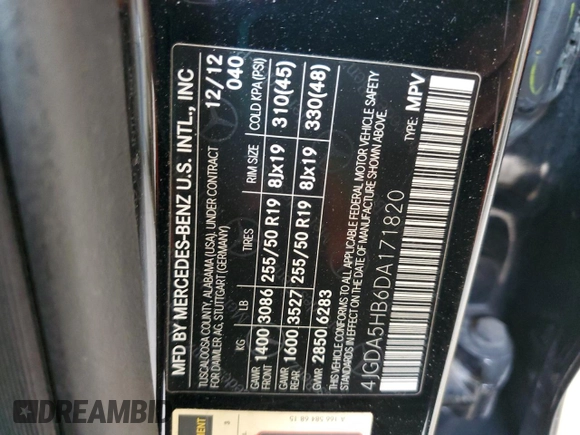 MFD BY MERCEDES-BENZ U.S. INTL., INC
TUSCALOOSA COUNTY, ALABAMA (USA). UNDER CONTRACT
FOR DAIMLER AG, STUTTGART (GERMANY)
12/12
040
KG LB TIRES RIM SIZE COLD KPA (PSI)
GAWR FRONT 1400 3086 255/50 R19 8Jx19 310(45)
GAWR REAR 1600 3527 255/50 R19 8Jx19 330(48)
GVWR 2850 6283
THIS VEHICLE CONFORMS TO ALL APPLICABLE FEDERAL MOTOR VEHICLE SAFETY
STANDARDS IN EFFECT ON THE DATE OF MANUFACTURE SHOWN ABOVE.
4JGDA5HB6DA171820
TYPE: MPV
DREAMBID